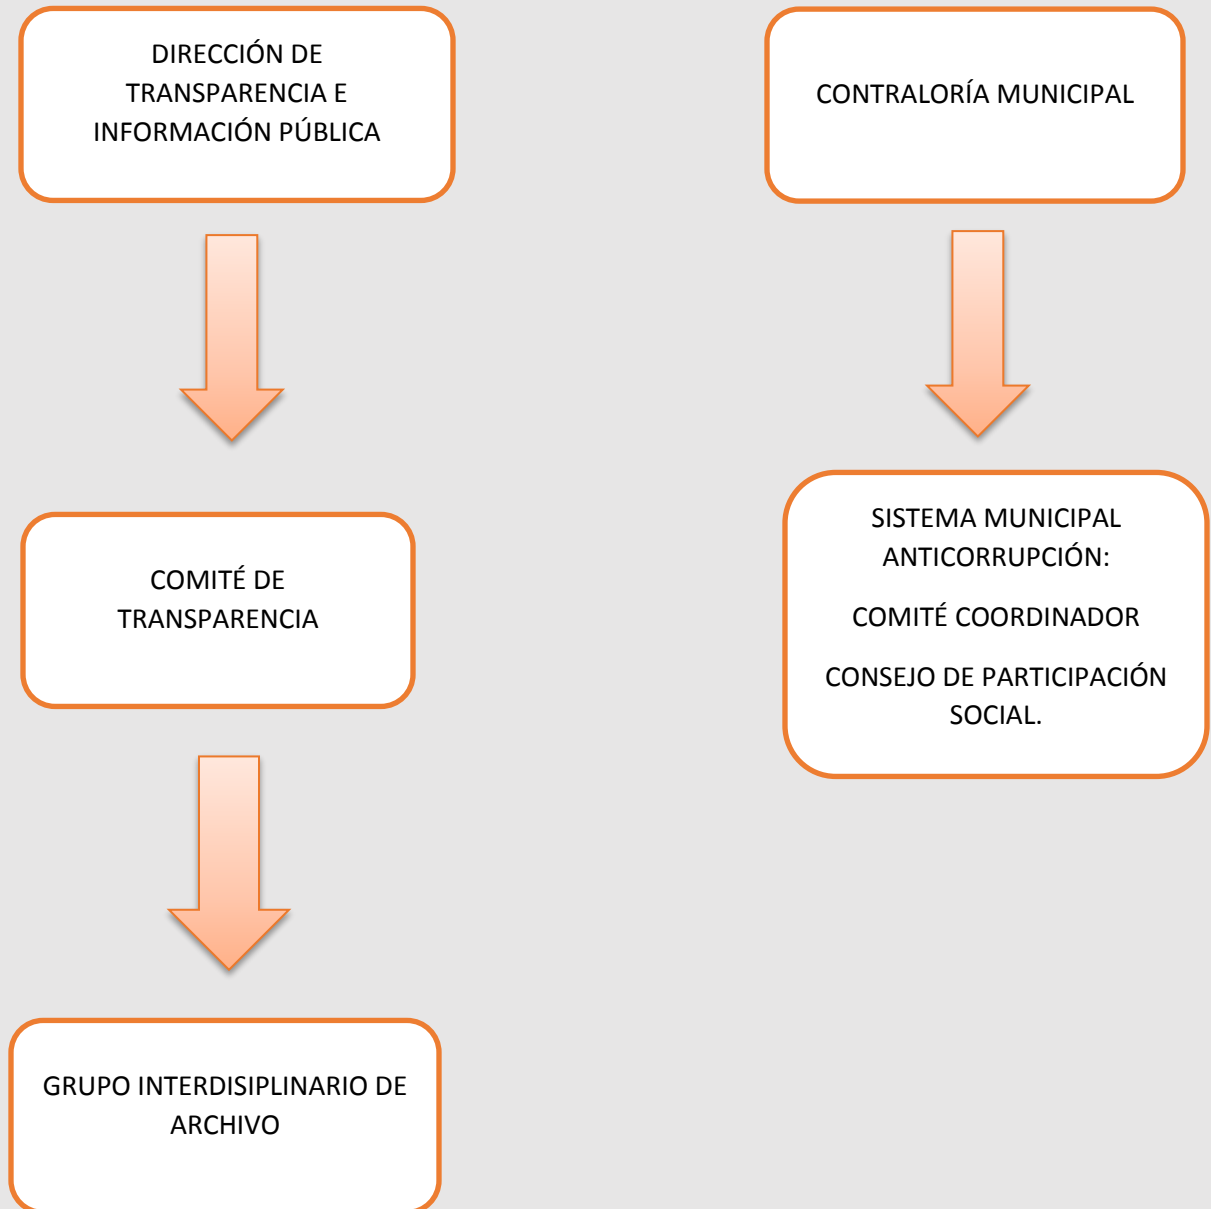 DIRECCIÓN DE
TRANSPARENCIA E
INFORMACIÓN PÚBLICA
COMITÉ DE
TRANSPARENCIA
GRUPO INTERDISIPLINARIO DE
ARCHIVO
CONTRALORÍA MUNICIPAL
SISTEMA MUNICIPAL
ANTICORRUPCIÓN:
COMITÉ COORDINADOR
CONSEJO DE PARTICIPACIÓN
SOCIAL.